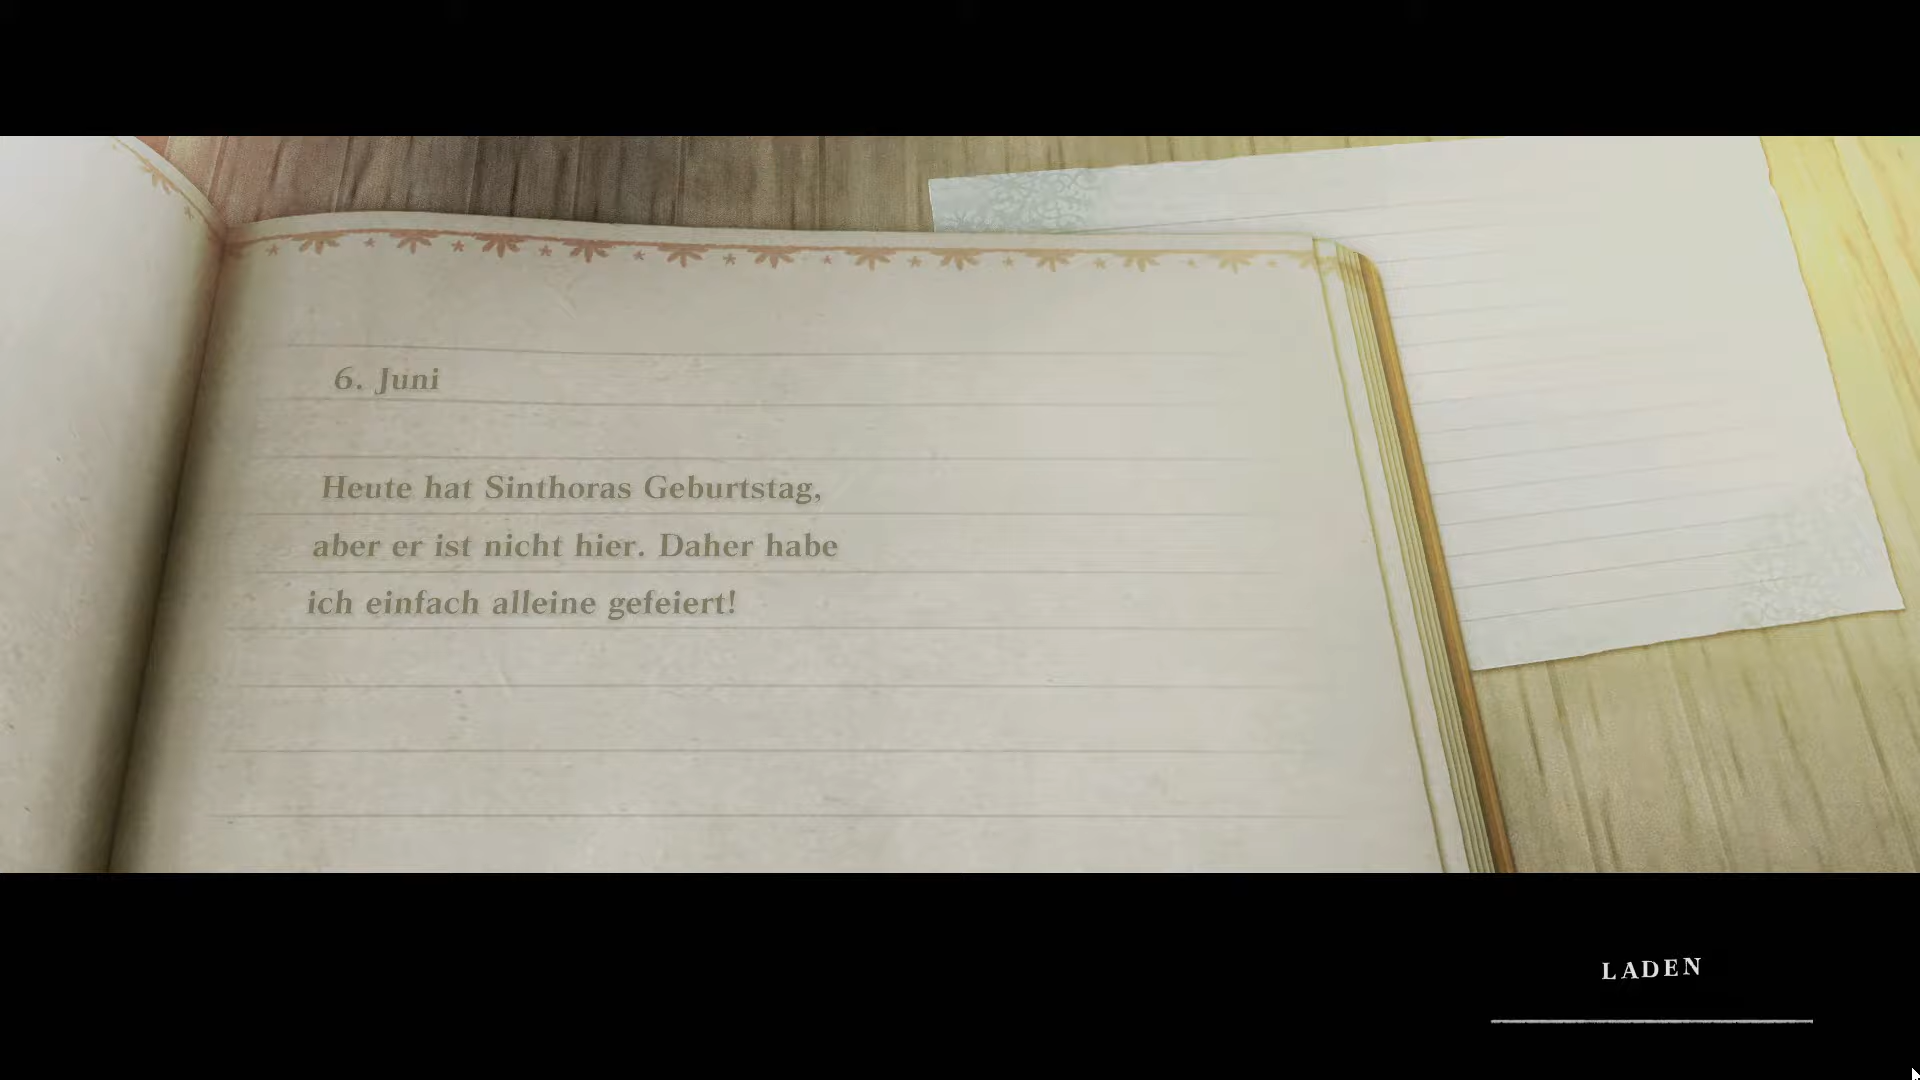 6. Juni
Heute hat Sinthoras Geburtstag,
aber er ist nicht hier. Daher habe
ich einfach alleine gefeiert!
LADEN